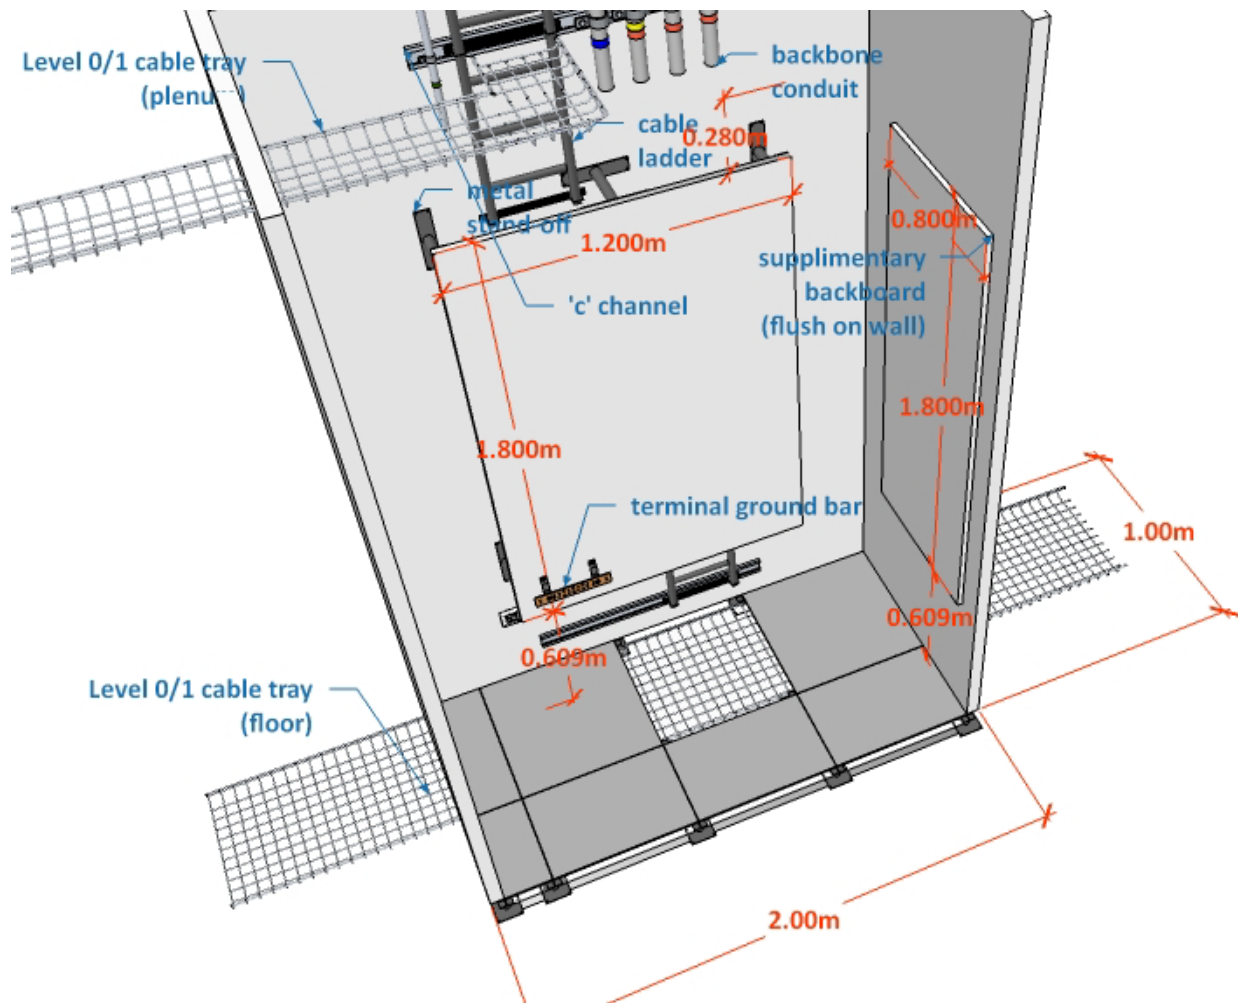 Level 0/1 cable tray
(plenu
backbone
conduit
cable
ladder
0.280m
metal
stand-off
1.200m
0.800m
supplimentary
backboard
(flush on wall)
'c' channel
1.800m
1.800m
terminal ground bar
1.00m
0.609m
0.609m
Level 0/1 cable tray
(floor)
2.00m